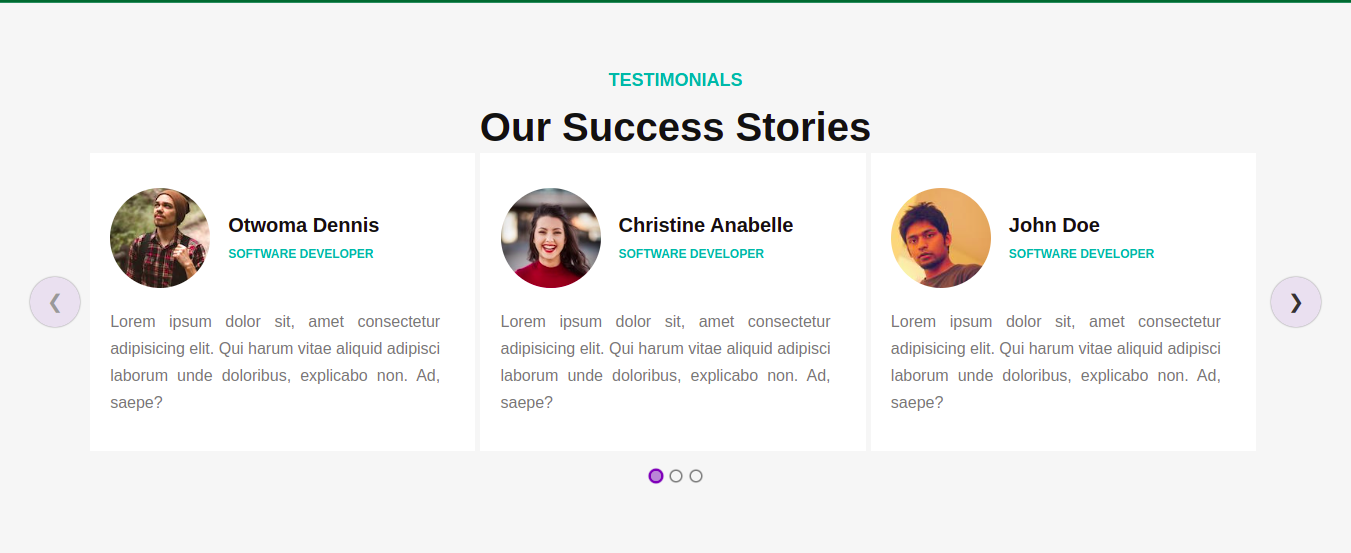 TESTIMONIALS
Our Success Stories
Otwoma Dennis
SOFTWARE DEVELOPER
Lorem ipsum dolor sit, amet consectetur
adipisicing elit. Qui harum vitae aliquid adipisci
laborum unde doloribus, explicabo non. Ad,
saepe?
Christine Anabelle
SOFTWARE DEVELOPER
Lorem ipsum dolor sit, amet consectetur
adipisicing elit. Qui harum vitae aliquid adipisci
laborum unde doloribus, explicabo non. Ad,
saepe?
John Doe
SOFTWARE DEVELOPER
Lorem ipsum dolor sit, amet consectetur
adipisicing elit. Qui harum vitae aliquid adipisci
laborum unde doloribus, explicabo non. Ad,
saepe?